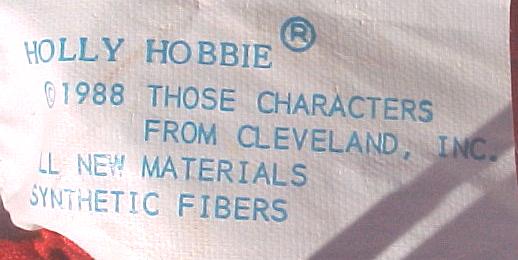 HOLLY HOBBIE®
©1988 THOSE CHARACTERS
FROM CLEVELAND, INC.
LL NEW MATERIALS
SYNTHETIC FIBERS